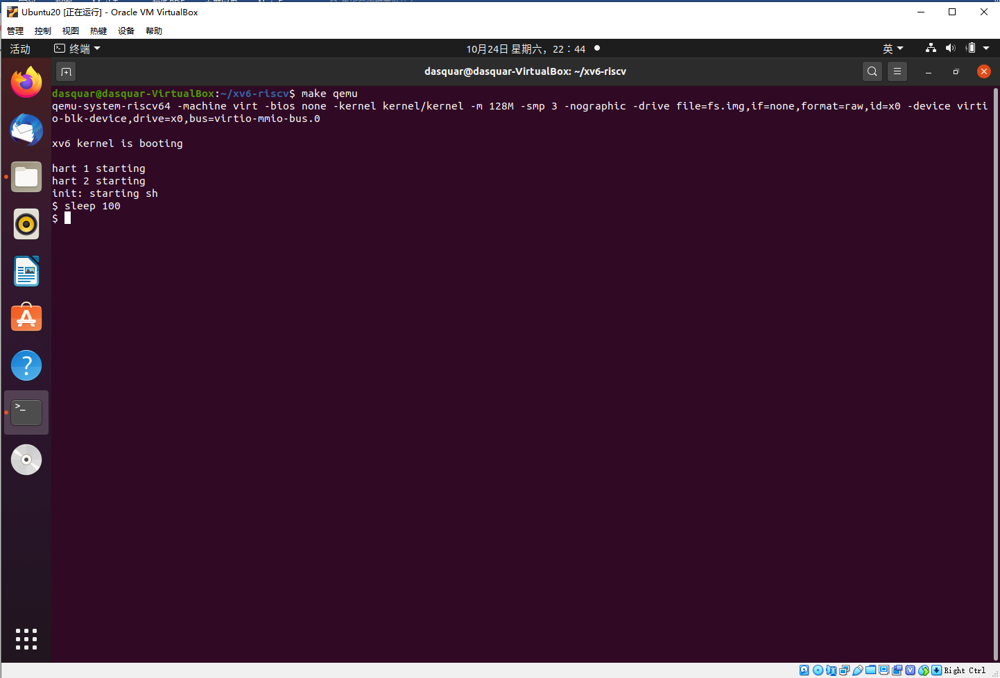 Ubuntu20 [正在运行] - Oracle VM VirtualBox
管理 控制 视图 热键 设备 帮助
活动 终端 10月24日 星期六，22：44 英
dasquar@dasquar-VirtualBox: ~/xv6-riscv
dasquar@dasquar-VirtualBox:~/xv6-riscv$ make qemu
qemu-system-riscv64 -machine virt -bios none -kernel kernel/kernel -m 128M -smp 3 -nographic -drive file=fs.img,if=none,format=raw,id=x0 -device virti
o-blk-device,drive=x0,bus=virtio-mmio-bus.0
xv6 kernel is booting
hart 1 starting
hart 2 starting
init: starting sh
$ sleep 100
$
Right Ctrl